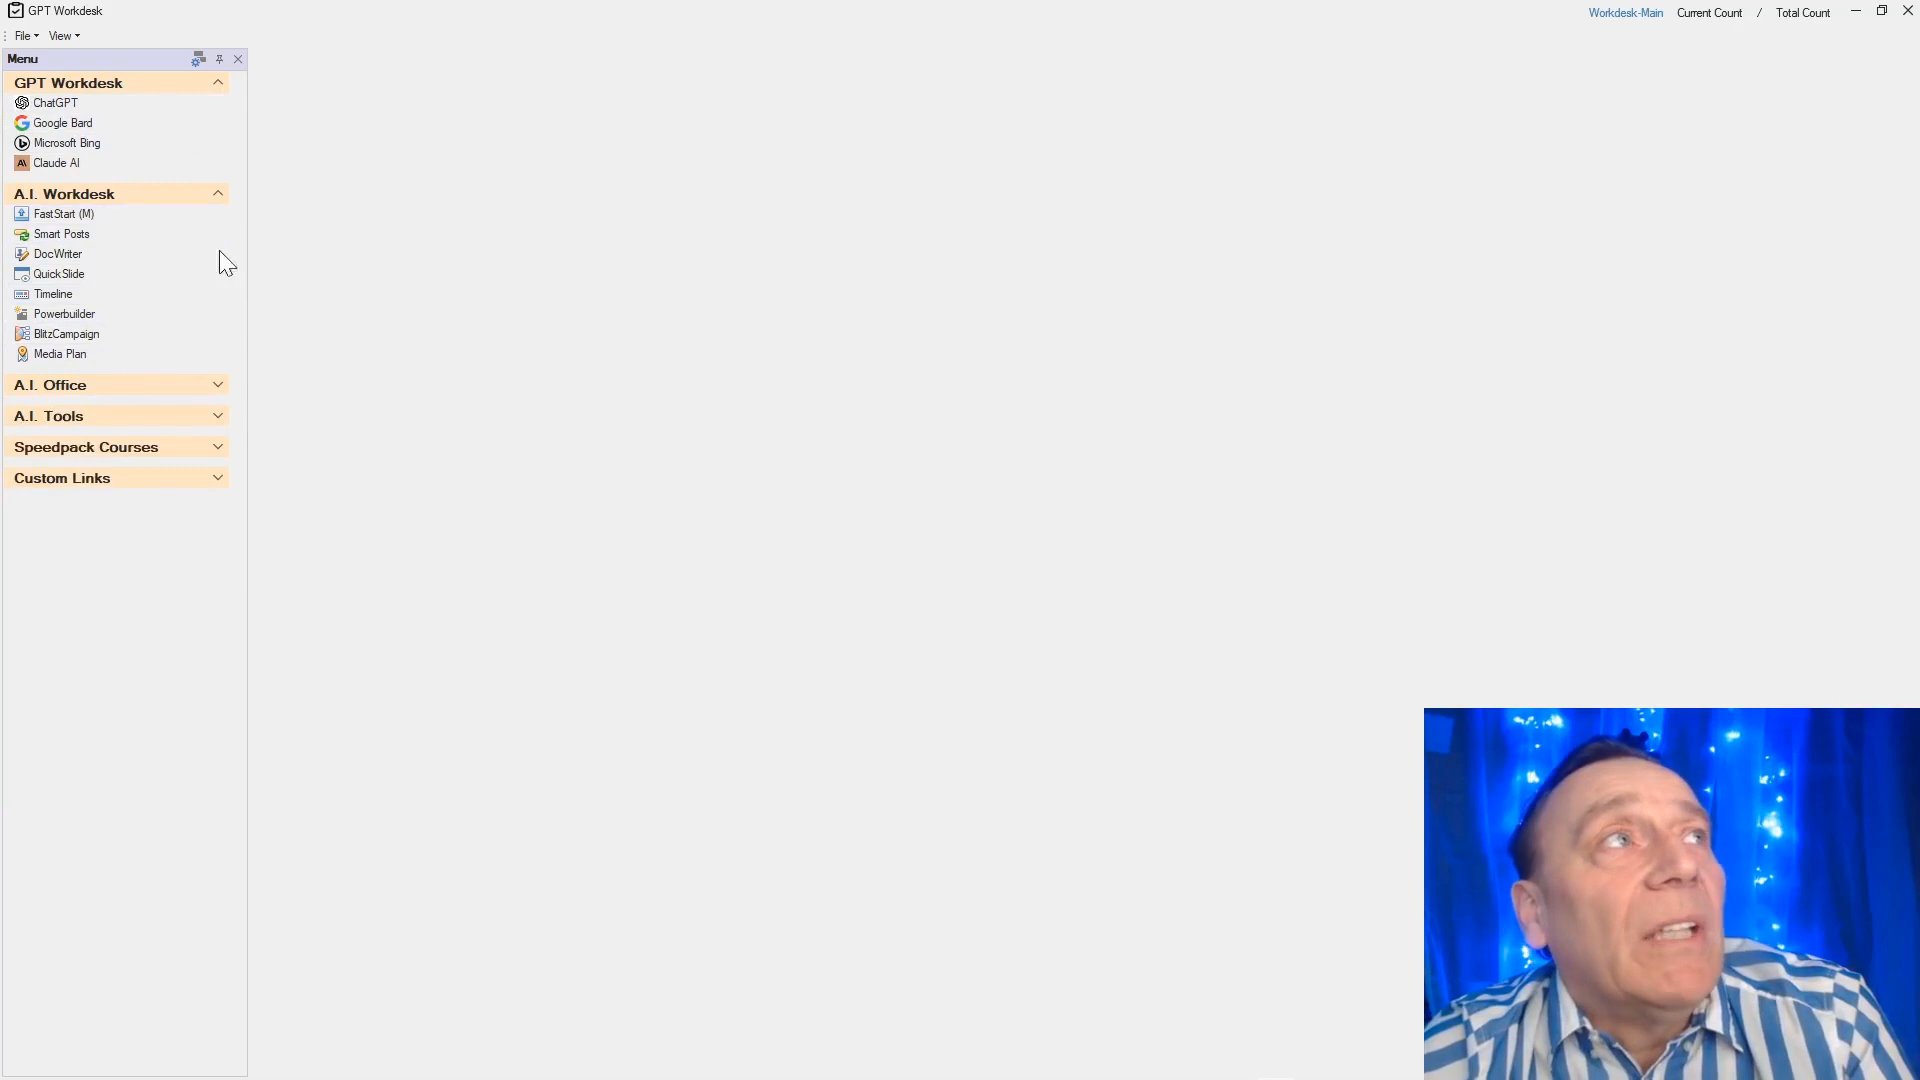 GPT Workdesk
Workdesk-Main Current Count / Total Count
File View
Menu
GPT Workdesk
ChatGPT
Google Bard
Microsoft Bing
Claude AI
A.I. Workdesk
FastStart (M)
Smart Posts
DocWriter
QuickSlide
Timeline
Powerbuilder
BlitzCampaign
Media Plan
A.I. Office
A.I. Tools
Speedpack Courses
Custom Links